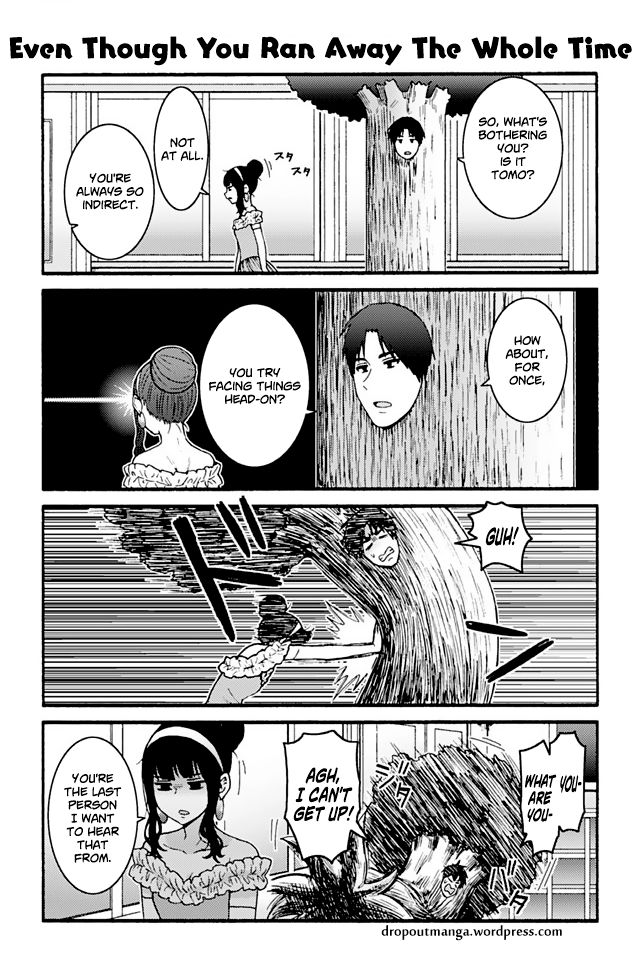 Even Though You Ran Away The Whole Time
SO, WHAT'S
BOTHERING
YOU?
IS IT
TOMO?
NOT
AT ALL.
スタ
スタ
YOU'RE
ALWAYS SO
INDIRECT.
HOW
ABOUT,
FOR
ONCE,
YOU TRY
FACING THINGS
HEAD-ON?
GUH!
WHAT YOU-
ARE
YOU-
ジタ
AGH,
I CAN'T
GET UP!
YOU'RE
THE LAST
PERSON
I WANT
TO HEAR
THAT
FROM.
dropoutmanga.wordpress.com